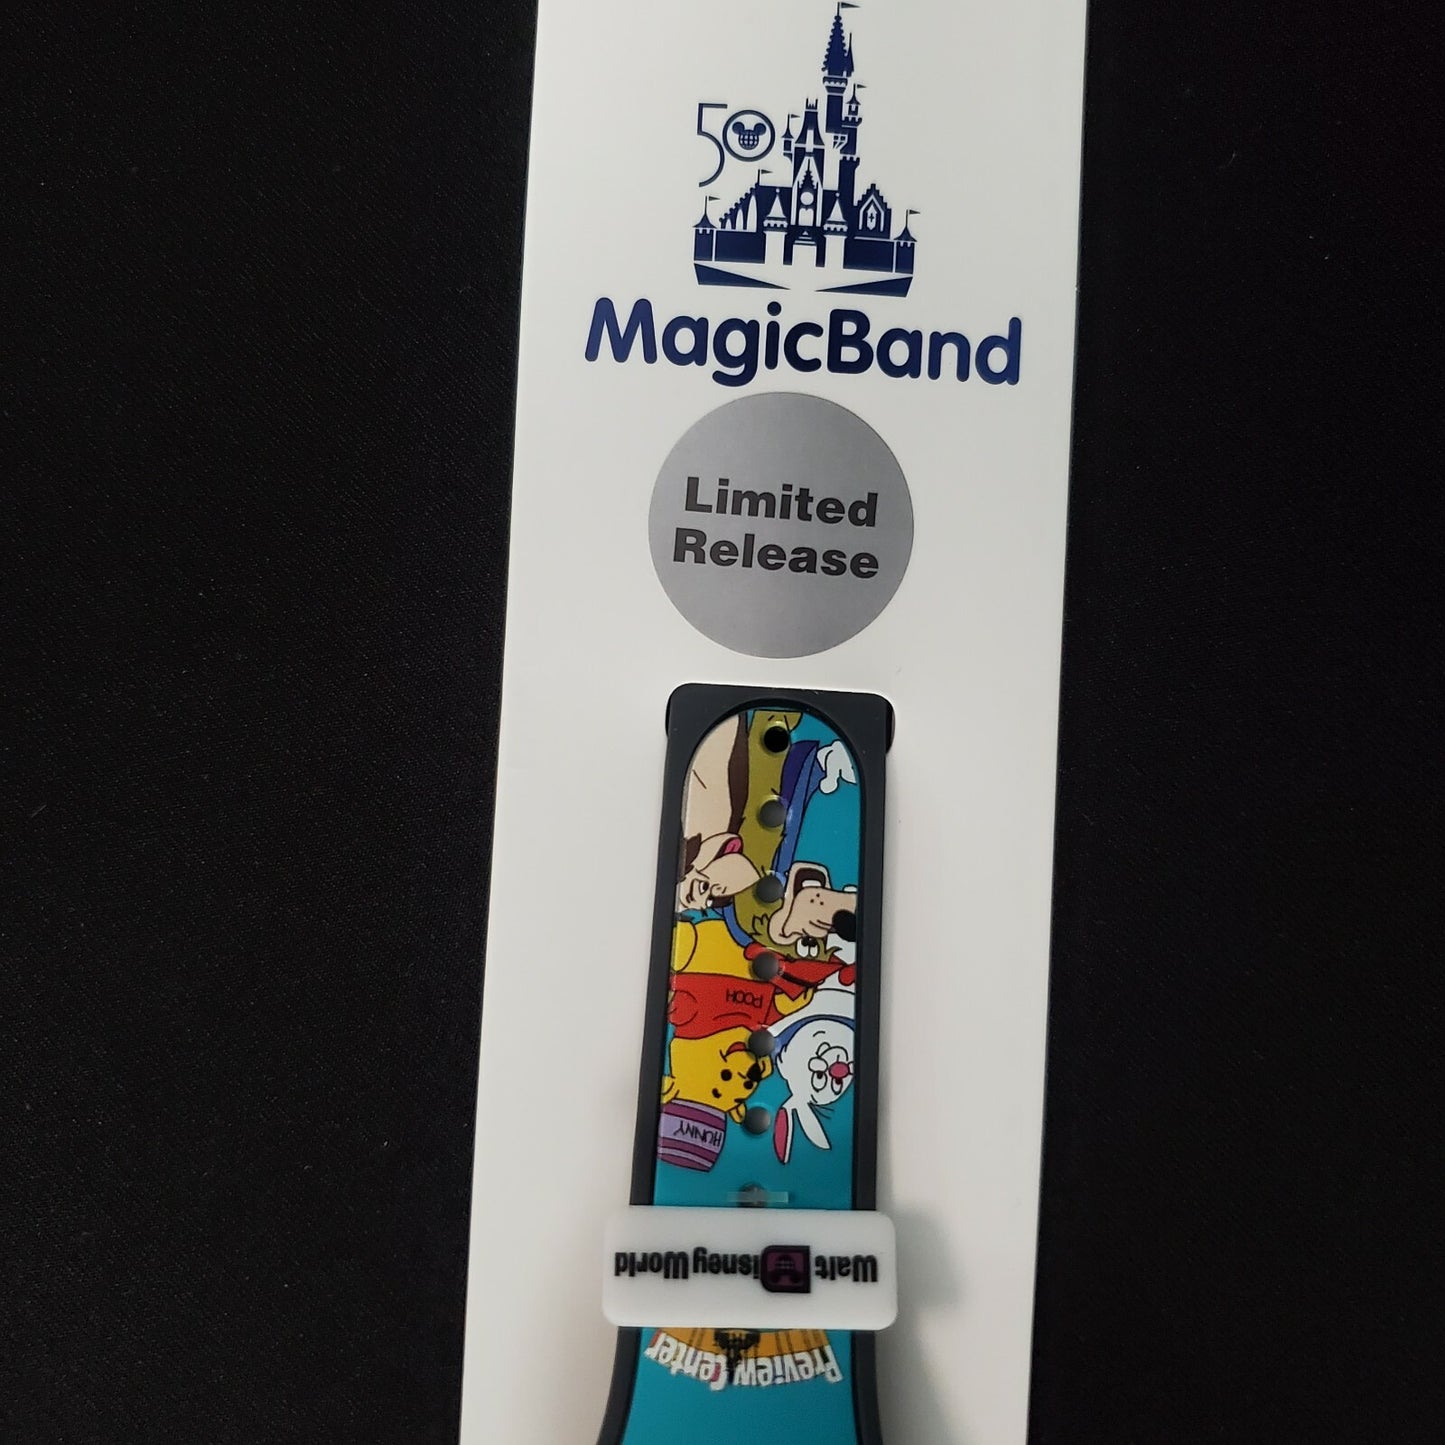 50
MagicBand
Limited
Release
POOH
HUNNY
Walt Disney World
Preview Center